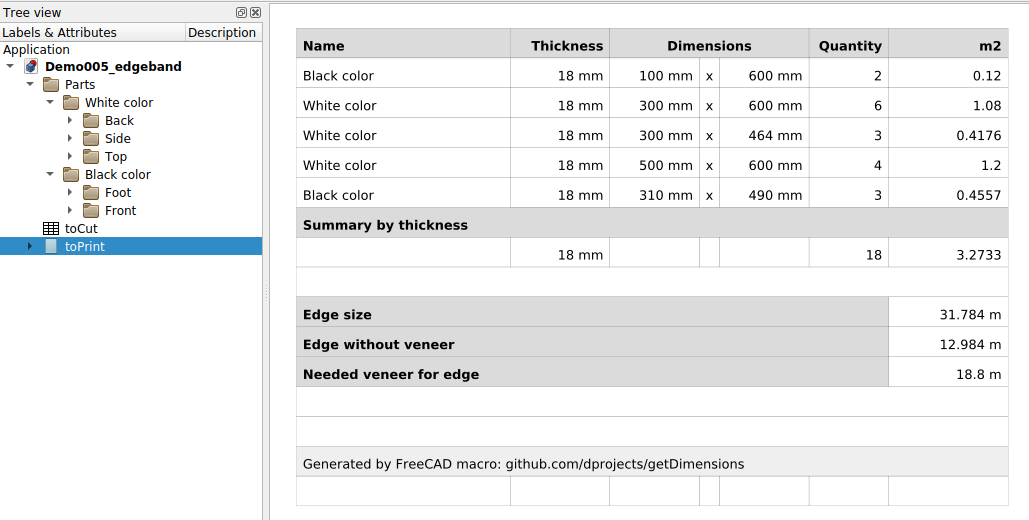 Tree view
Labels & Attributes Description
Application
Demo005_edgeband
Parts
White color
Back
Side
Top
Black color
Foot
Front
toCut
toPrint
Name Thickness Dimensions Quantity m2
Black color 18 mm 100 mm x 600 mm 2 0.12
White color 18 mm 300 mm x 600 mm 6 1.08
White color 18 mm 300 mm x 464 mm 3 0.4176
White color 18 mm 500 mm x 600 mm 4 1.2
Black color 18 mm 310 mm x 490 mm 3 0.4557
Summary by thickness
18 mm 18 3.2733
Edge size 31.784 m
Edge without veneer 12.984 m
Needed veneer for edge 18.8 m
Generated by FreeCAD macro: github.com/dprojects/getDimensions